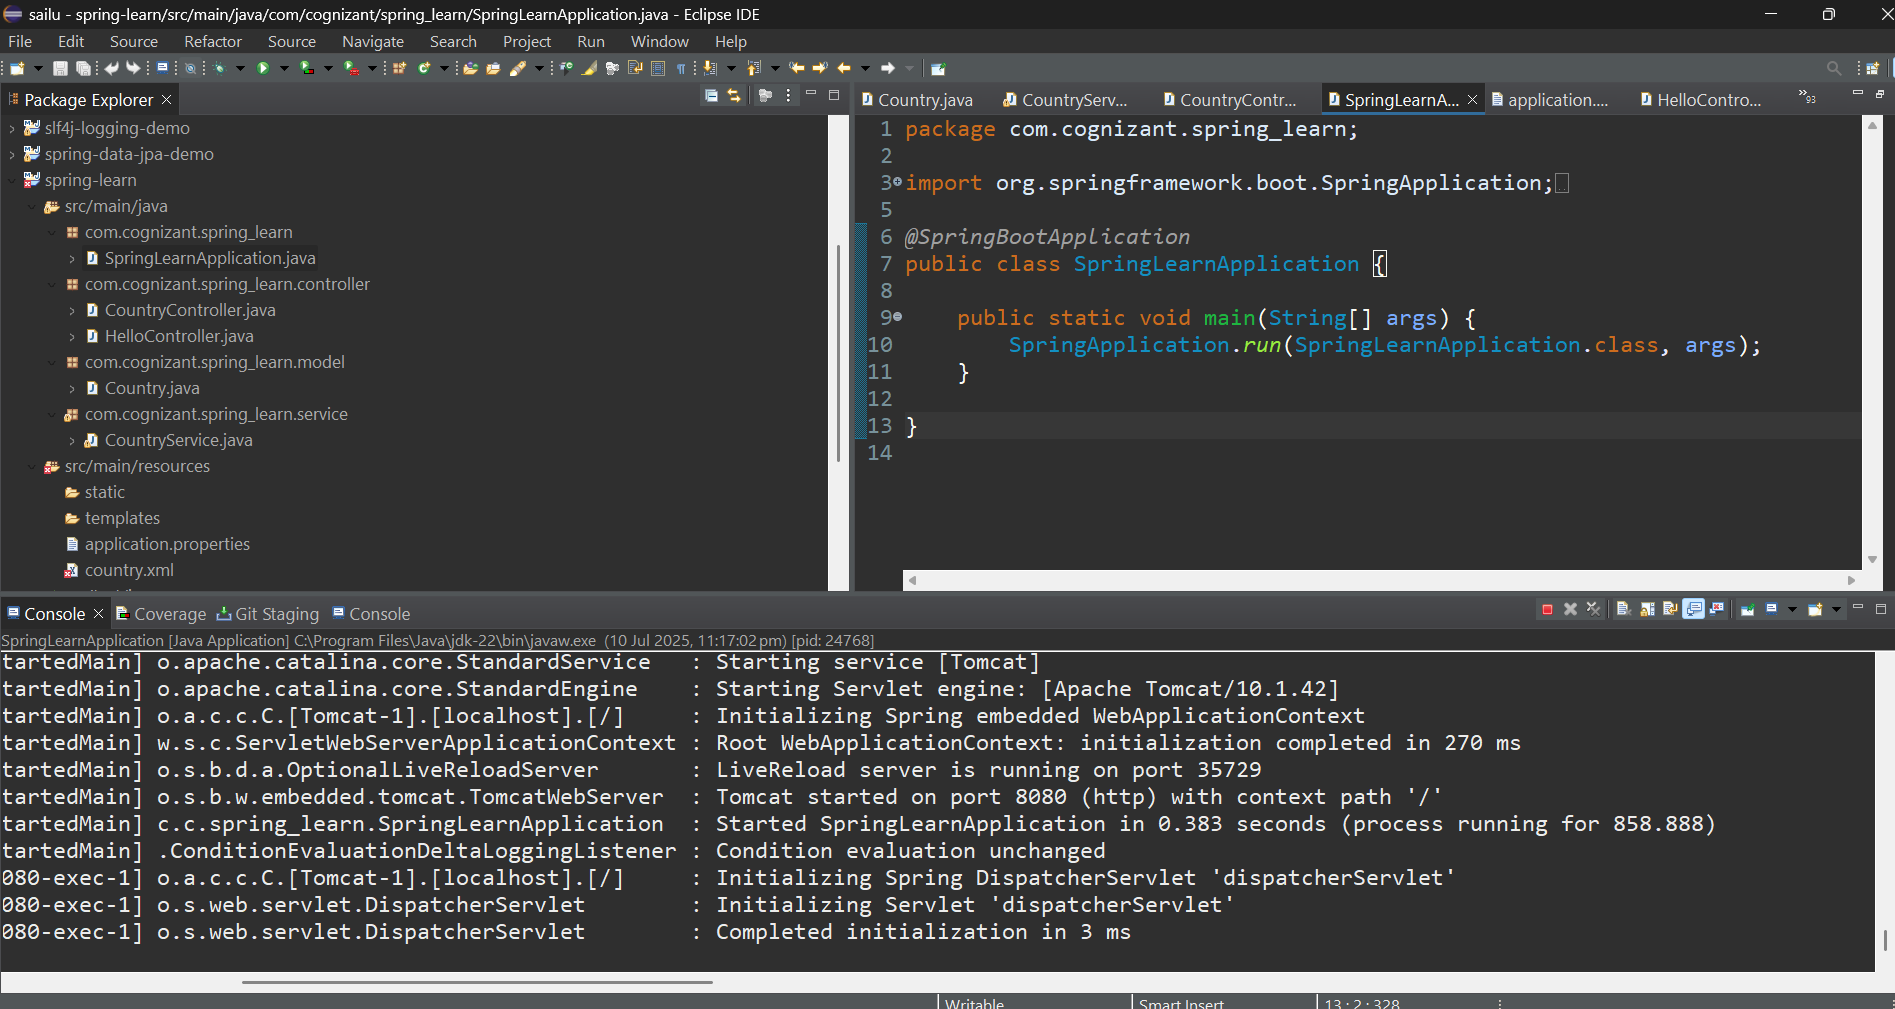 sailu - spring-learn/src/main/java/com/cognizant/spring_learn/SpringLearnApplication.java - Eclipse IDE
File Edit Source Refactor Source Navigate Search Project Run Window Help
Package Explorer
slf4j-logging-demo
spring-data-jpa-demo
spring-learn
src/main/java
com.cognizant.spring_learn
SpringLearnApplication.java
com.cognizant.spring_learn.controller
CountryController.java
HelloController.java
com.cognizant.spring_learn.model
Country.java
com.cognizant.spring_learn.service
CountryService.java
src/main/resources
static
templates
application.properties
country.xml
Country.java CountryServ... CountryContr... SpringLearnA... application.... HelloContro... »93
1 package com.cognizant.spring_learn;
2
3 import org.springframework.boot.SpringApplication;
5
6 @SpringBootApplication
7 public class SpringLearnApplication {
8
9 public static void main(String[] args) {
10 SpringApplication.run(SpringLearnApplication.class, args);
11 }
12
13 }
14
Console Coverage Git Staging Console
SpringLearnApplication [Java Application] C:\Program Files\Java\jdk-22\bin\javaw.exe (10 Jul 2025, 11:17:02 pm) [pid: 24768]
tartedMain] o.apache.catalina.core.StandardService : Starting service [Tomcat]
tartedMain] o.apache.catalina.core.StandardEngine : Starting Servlet engine: [Apache Tomcat/10.1.42]
tartedMain] o.a.c.c.C.[Tomcat-1].[localhost].[/] : Initializing Spring embedded WebApplicationContext
tartedMain] w.s.c.ServletWebServerApplicationContext : Root WebApplicationContext: initialization completed in 270 ms
tartedMain] o.s.b.d.a.OptionalLiveReloadServer : LiveReload server is running on port 35729
tartedMain] o.s.b.w.embedded.tomcat.TomcatWebServer : Tomcat started on port 8080 (http) with context path '/'
tartedMain] c.c.spring_learn.SpringLearnApplication : Started SpringLearnApplication in 0.383 seconds (process running for 858.888)
tartedMain] .ConditionEvaluationDeltaLoggingListener : Condition evaluation unchanged
080-exec-1] o.a.c.c.C.[Tomcat-1].[localhost].[/] : Initializing Spring DispatcherServlet 'dispatcherServlet'
080-exec-1] o.s.web.servlet.DispatcherServlet : Initializing Servlet 'dispatcherServlet'
080-exec-1] o.s.web.servlet.DispatcherServlet : Completed initialization in 3 ms
Writable Smart Insert 13 : 2 : 328